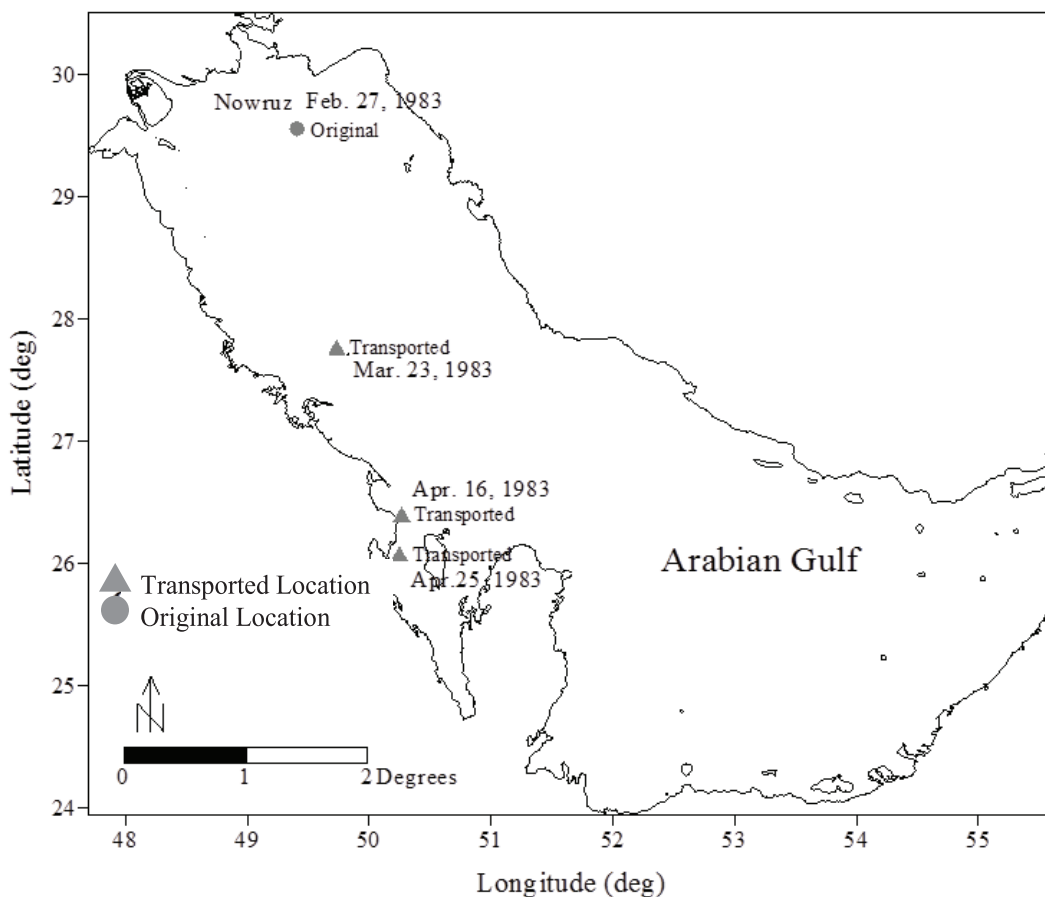 30
29
28
27
26
25
24
Latitude (deg)
Nowruz Feb. 27, 1983
Original
Transported
Mar. 23, 1983
Apr. 16, 1983
Transported
Transported
Apr.25, 1983
Arabian Gulf
Transported Location
Original Location
N
0 1 2 Degrees
48 49 50 51 52 53 54 55
Longitude (deg)